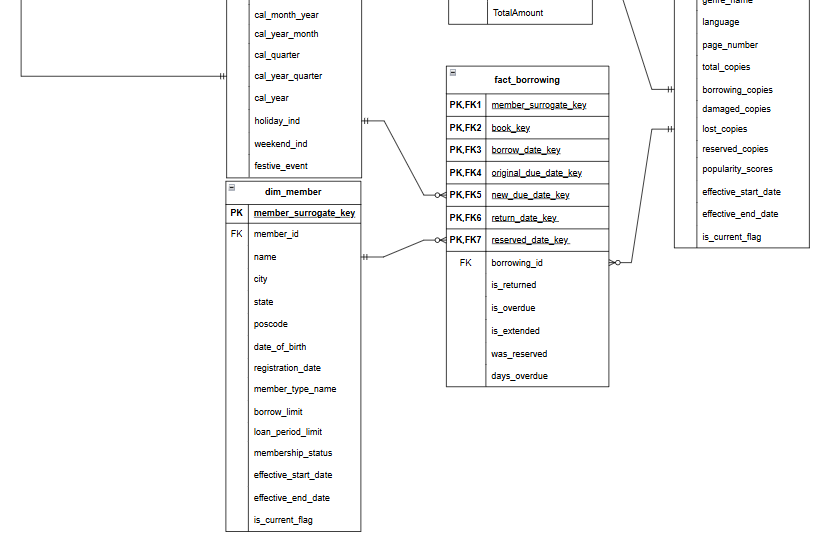 cal_month_year
cal_year_month
cal_quarter
cal_year_quarter
cal_year
holiday_ind
weekend_ind
festive_event
dim_member
PK member_surrogate_key
FK member_id
name
city
state
poscode
date_of_birth
registration_date
member_type_name
borrow_limit
loan_period_limit
membership_status
effective_start_date
effective_end_date
is_current_flag
TotalAmount
fact_borrowing
PK,FK1 member_surrogate_key
PK,FK2 book_key
PK,FK3 borrow_date_key
PK,FK4 original_due_date_key
PK,FK5 new_due_date_key
PK,FK6 return_date_key
PK,FK7 reserved_date_key
FK borrowing_id
is_returned
is_overdue
is_extended
was_reserved
days_overdue
genre_name
language
page_number
total_copies
borrowing_copies
damaged_copies
lost_copies
reserved_copies
popularity_scores
effective_start_date
effective_end_date
is_current_flag